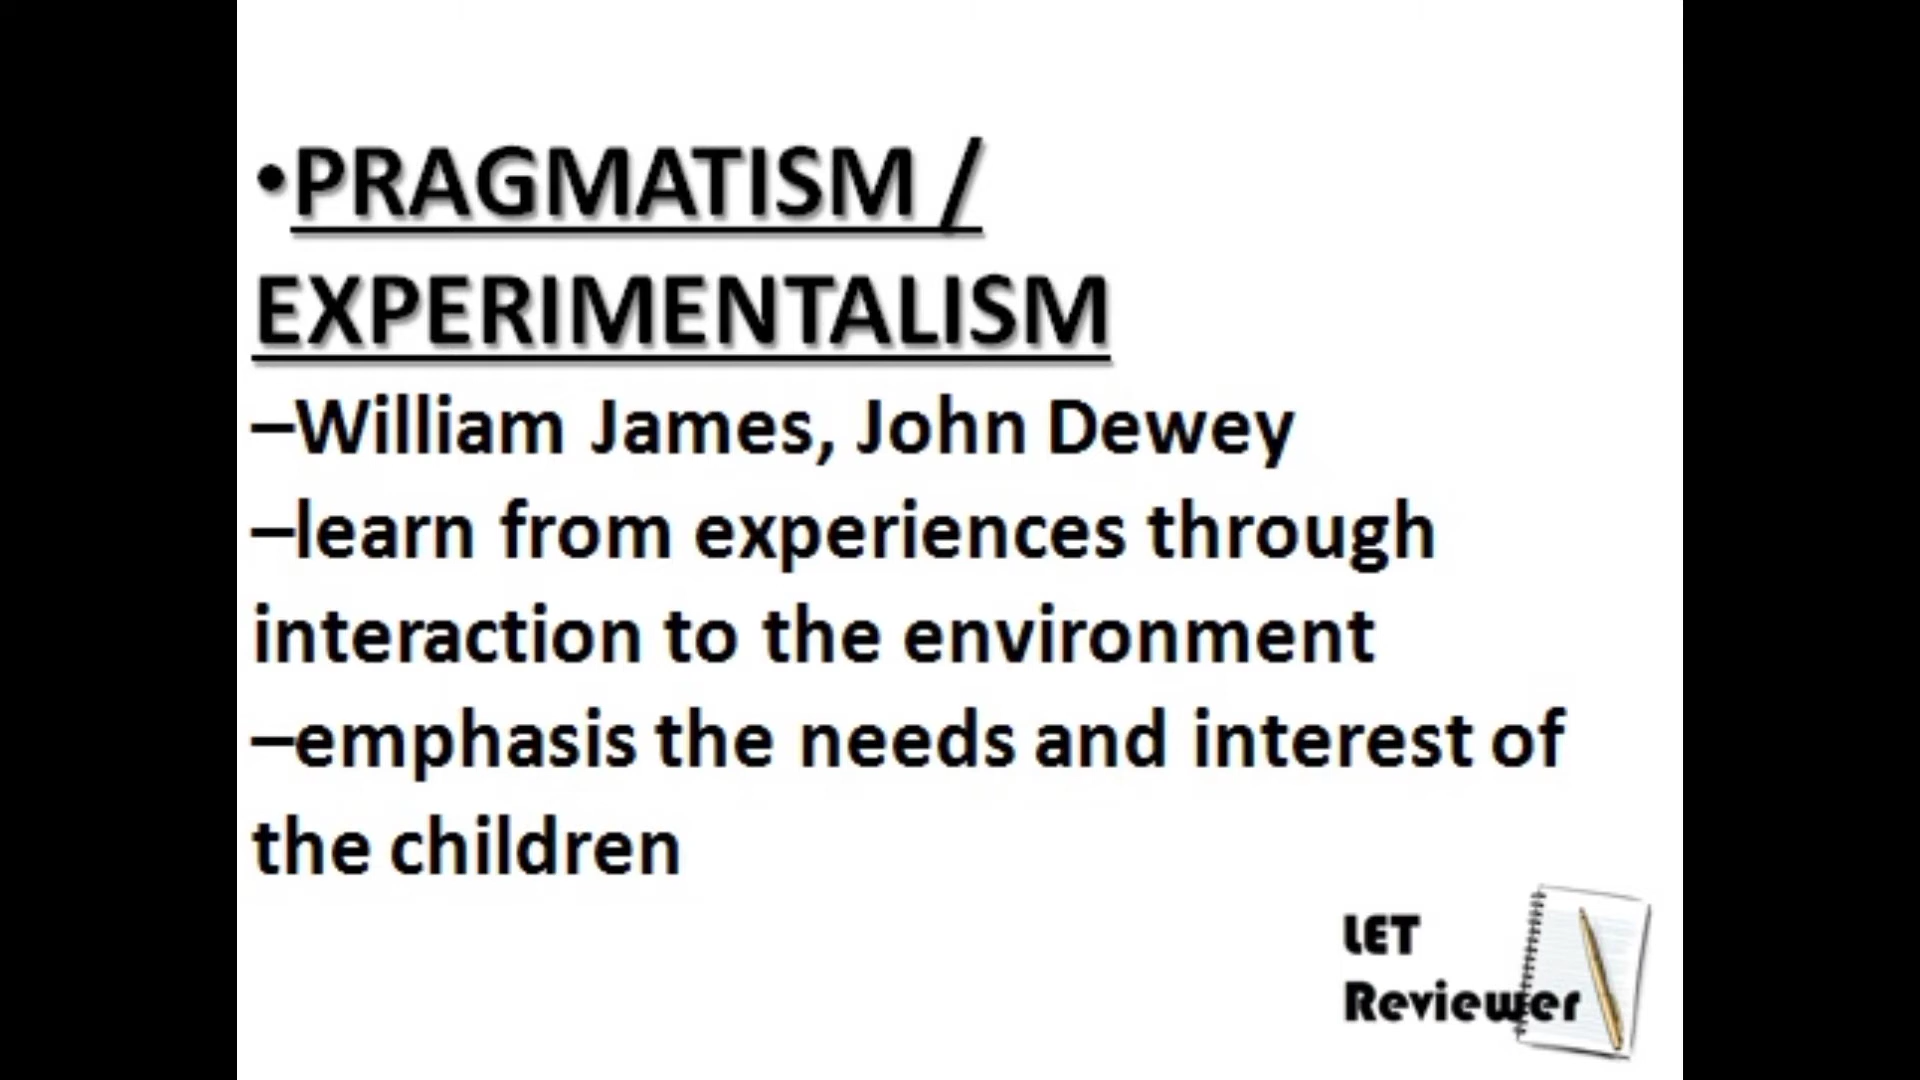 •PRAGMATISM /
EXPERIMENTALISM
–William James, John Dewey
–learn from experiences through
interaction to the environment
–emphasis the needs and interest of
the children
LET
Reviewer